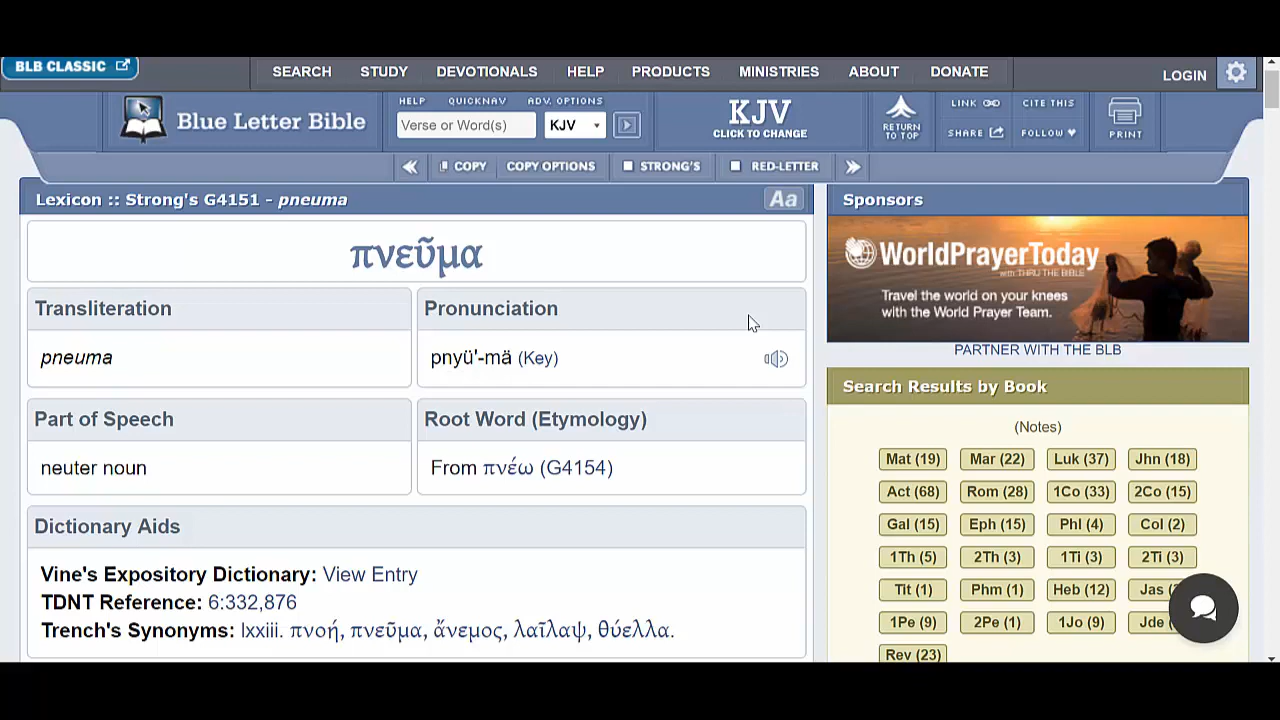 BLB CLASSIC
SEARCH STUDY DEVOTIONALS HELP PRODUCTS MINISTRIES ABOUT DONATE LOGIN
Blue Letter Bible
HELP QUICKNAV ADV. OPTIONS
Verse or Word(s) KJV
KJV
CLICK TO CHANGE
RETURN
TO TOP
LINK CITE THIS
SHARE FOLLOW
PRINT
COPY COPY OPTIONS STRONG'S RED-LETTER
Lexicon :: Strong's G4151 - pneuma Aa
πνεῦμα
Transliteration
pneuma
Pronunciation
pnyü'-mä (Key)
Part of Speech
neuter noun
Root Word (Etymology)
From πνέω (G4154)
Dictionary Aids
Vine's Expository Dictionary: View Entry
TDNT Reference: 6:332,876
Trench's Synonyms: lxxiii. πνοή, πνεῦμα, ἄνεμος, λαῖλαψ, θύελλα.
Sponsors
WorldPrayerToday
with THRU THE BIBLE
Travel the world on your knees
with the World Prayer Team.
PARTNER WITH THE BLB
Search Results by Book
(Notes)
Mat (19) Mar (22) Luk (37) Jhn (18)
Act (68) Rom (28) 1Co (33) 2Co (15)
Gal (15) Eph (15) Phl (4) Col (2)
1Th (5) 2Th (3) 1Ti (3) 2Ti (3)
Tit (1) Phm (1) Heb (12) Jas
1Pe (9) 2Pe (1) 1Jo (9) Jde
Rev (23)